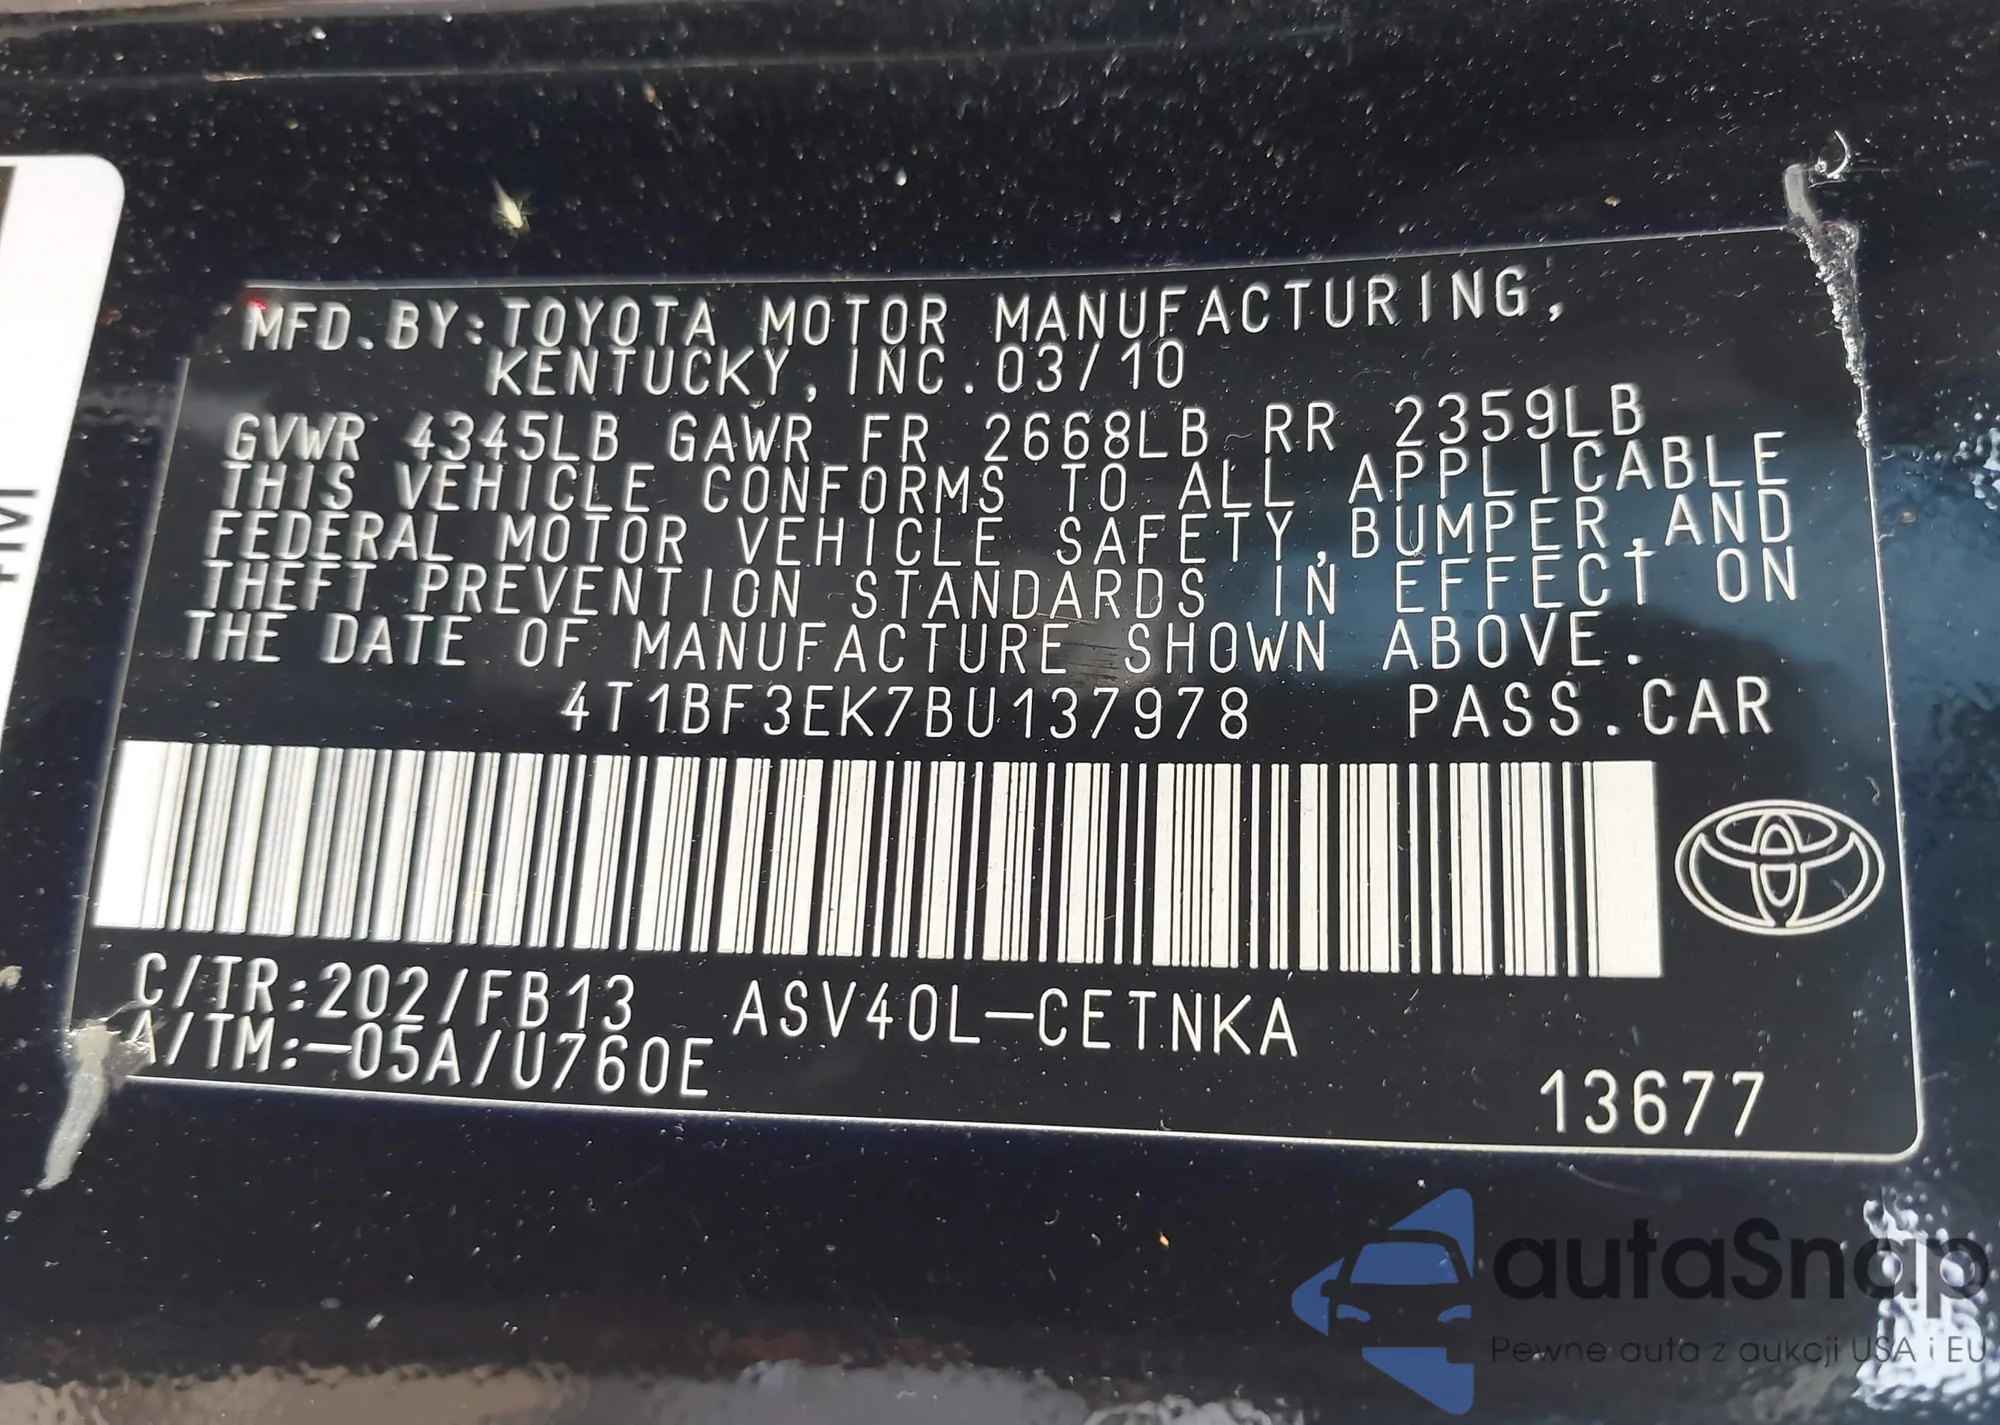 MFD.BY:TOYOTA MOTOR MANUFACTURING,
KENTUCKY, INC.03/10
GVWR 4345LB GAWR FR 2668LB RR 2359LB
THIS VEHICLE CONFORMS TO ALL APPLICABLE
FEDERAL MOTOR VEHICLE SAFETY,BUMPER,AND
THEFT PREVENTION STANDARDS IN EFFECT ON
THE DATE OF MANUFACTURE SHOWN ABOVE.
4T1BF3EK7BU137978 PASS.CAR
C/TR:202/FB13 ASV40L-CETNKA
A/TM:-05A/U760E
13677
autaSnap
Pewne auta z aukcji USA i EU